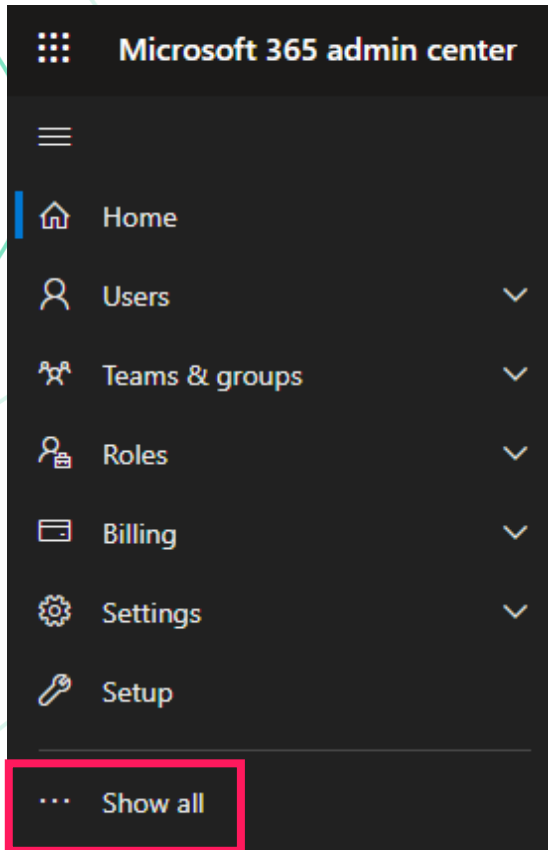 Microsoft 365 admin center
Home
Users
Teams & groups
Roles
Billing
Settings
Setup
Show all